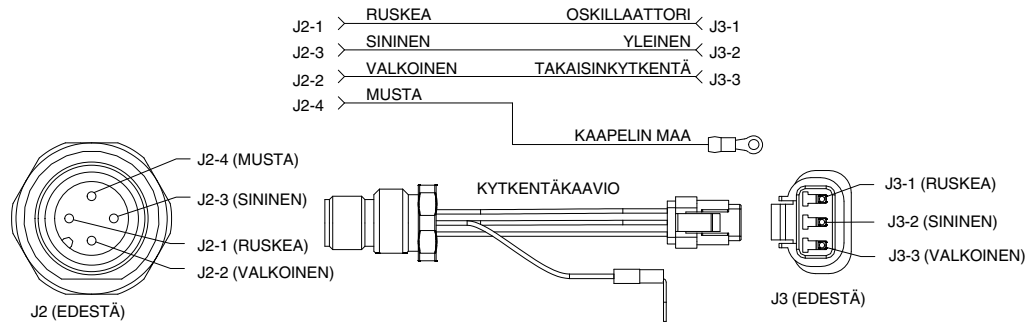 J2-1 RUSKEA OSKILLAATTORI J3-1
J2-3 SININEN YLEINEN J3-2
J2-2 VALKOINEN TAKAISINKYTKENTÄ J3-3
J2-4 MUSTA
KAAPELIN MAA
J2-4 (MUSTA)
J2-3 (SININEN)
J2-1 (RUSKEA)
J2-2 (VALKOINEN)
J2 (EDESTÄ)
KYTKENTÄKAAVIO
J3-1 (RUSKEA)
J3-2 (SININEN)
J3-3 (VALKOINEN)
J3 (EDESTÄ)